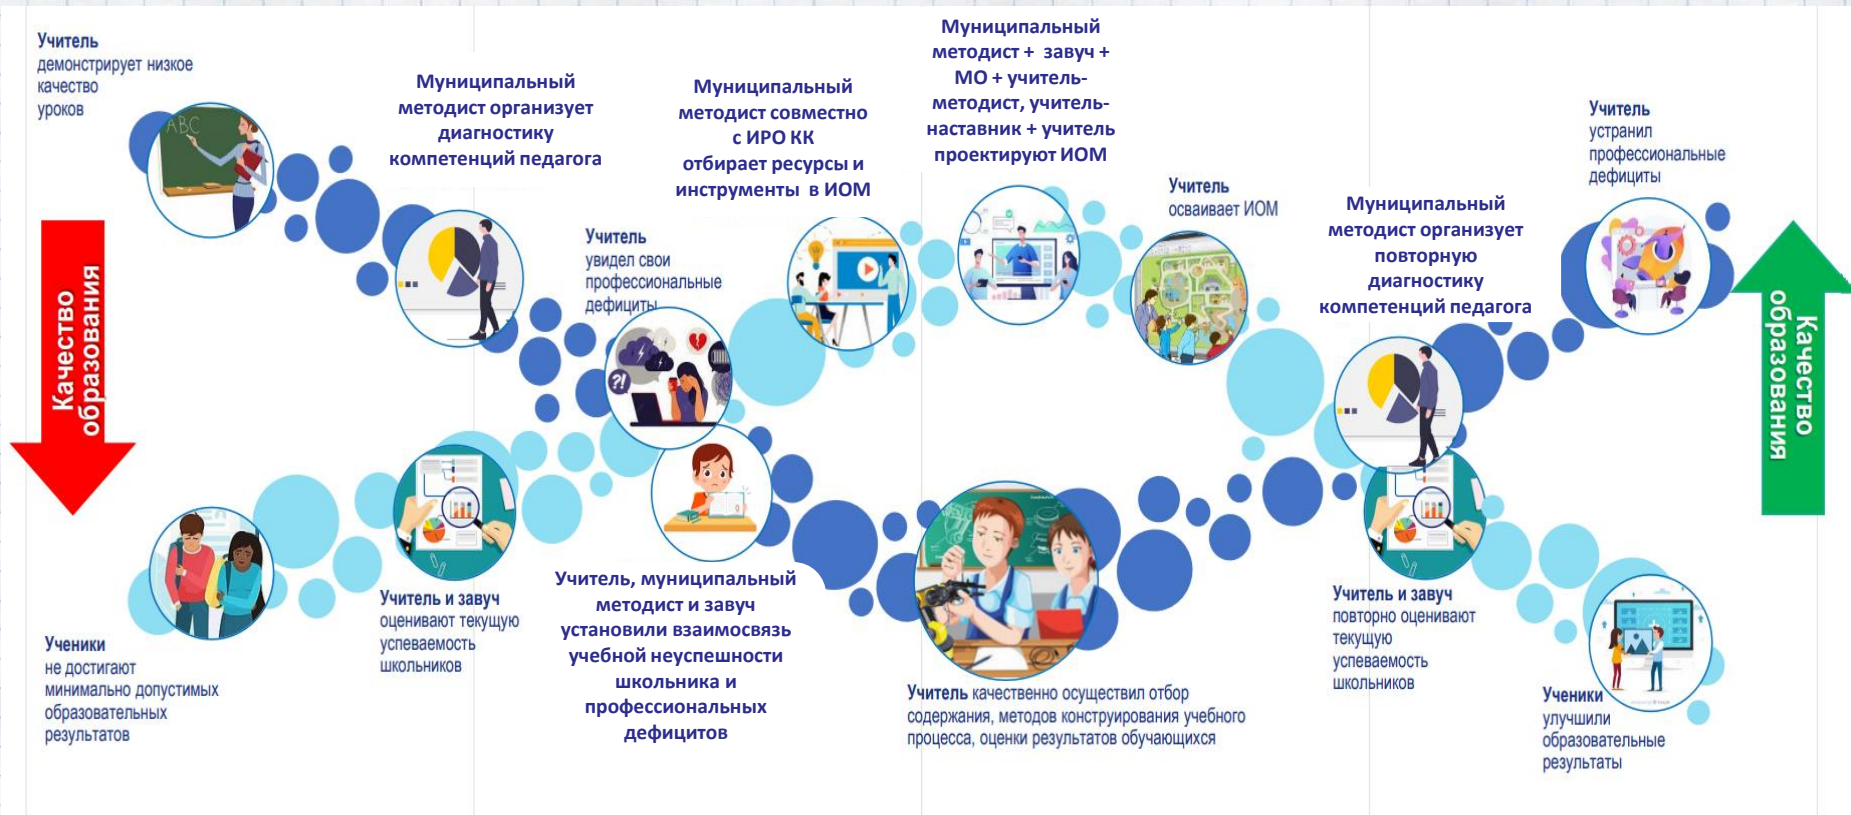 Учитель
демонстрирует низкое
качество
уроков
ABC
Муниципальный
методист организует
диагностику
компетенций педагога
Учитель
увидел свои
профессиональные
дефициты
?!
Муниципальный
методист совместно
с ИРО КК
отбирает ресурсы и
инструменты в ИОМ
Муниципальный
методист + завуч +
МО + учитель-
методист, учитель-
наставник + учитель
проектируют ИОМ
Учитель
осваивает ИОМ
Муниципальный
методист организует
повторную
диагностику
компетенций педагога
Учитель
устранил
профессиональные
дефициты
Качество
образования
Качество
образования
Ученики
не достигают
минимально допустимых
образовательных
результатов
Учитель и завуч
оценивают текущую
успеваемость
школьников
Учитель, муниципальный
методист и завуч
установили взаимосвязь
учебной неуспешности
школьника и
профессиональных
дефицитов
Учитель качественно осуществил отбор
содержания, методов конструирования учебного
процесса, оценки результатов обучающихся
Учитель и завуч
повторно оценивают
текущую
успеваемость
школьников
Ученики
улучшили
образовательные
результаты